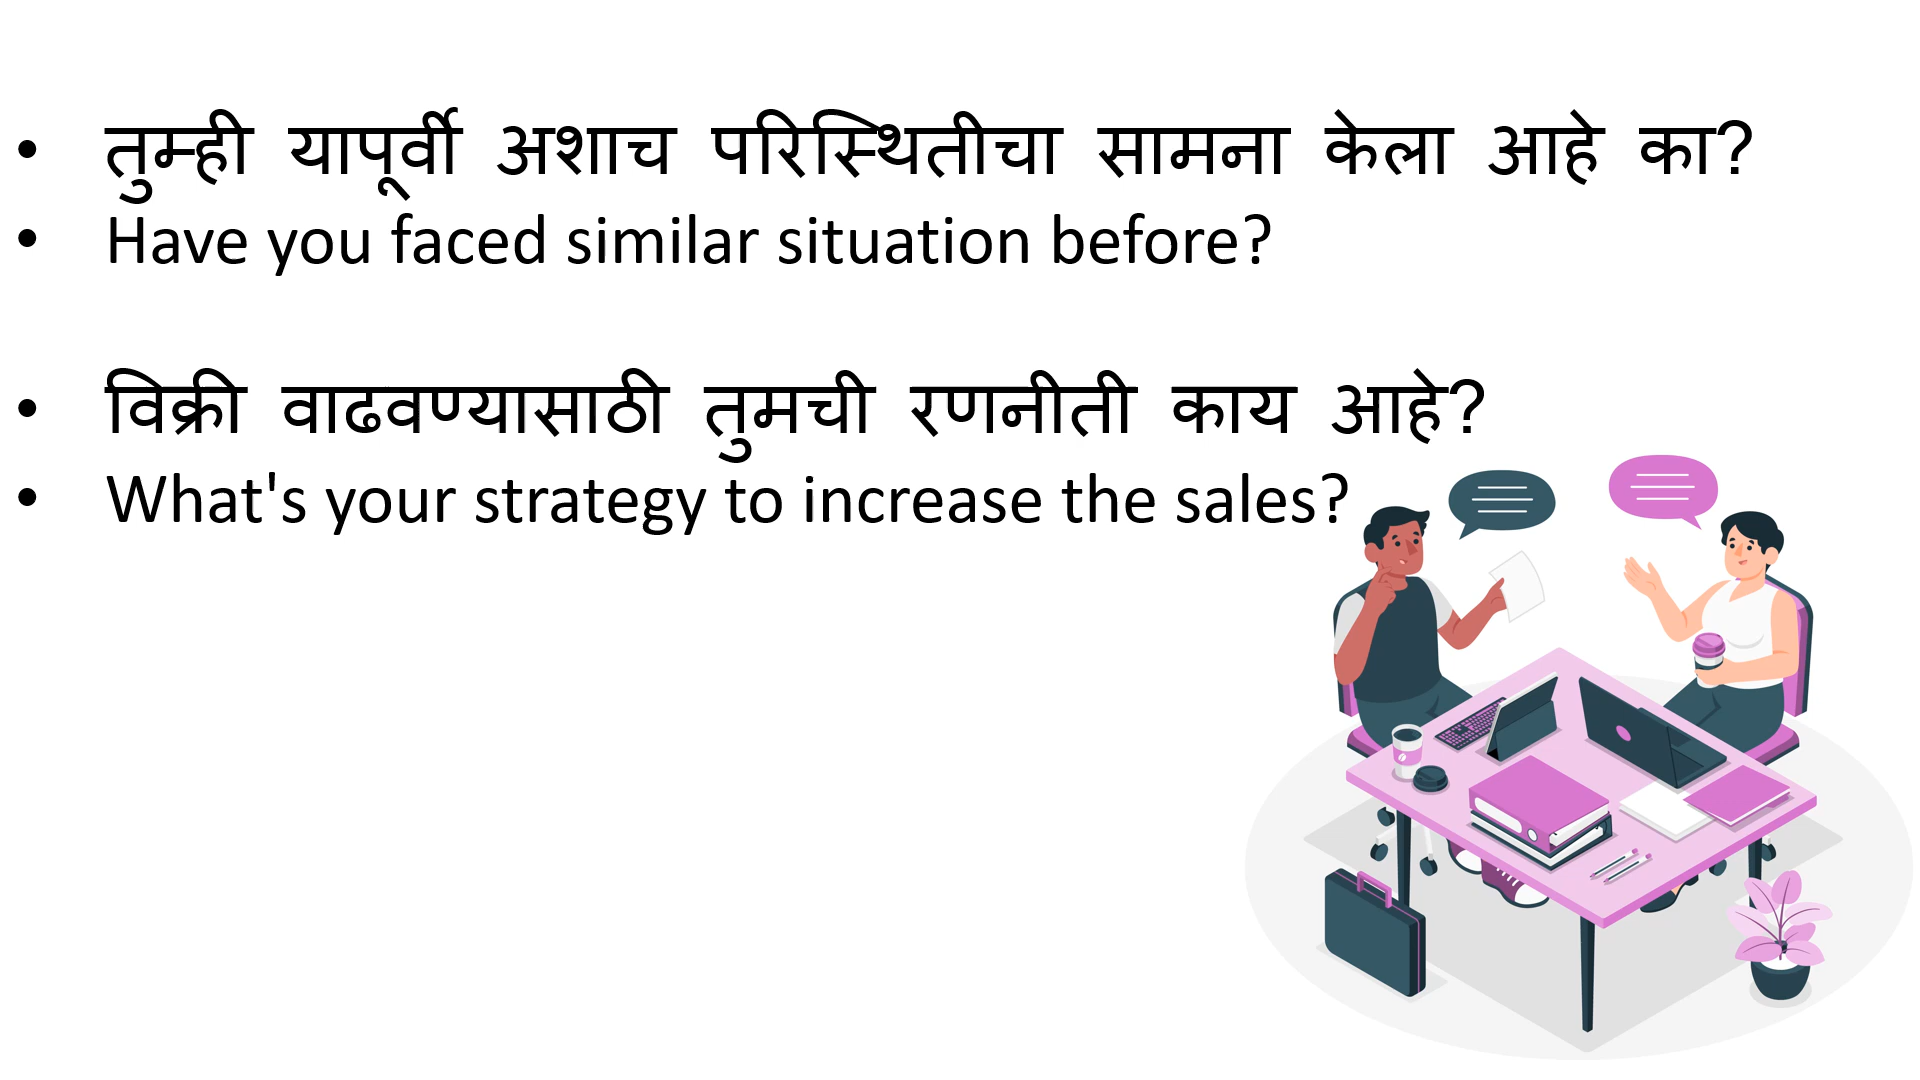 • तुम्ही यापूर्वी अशाच परिस्थितीचा सामना केला आहे का?
• Have you faced similar situation before?
• विक्री वाढवण्यासाठी तुमची रणनीती काय आहे?
• What's your strategy to increase the sales?